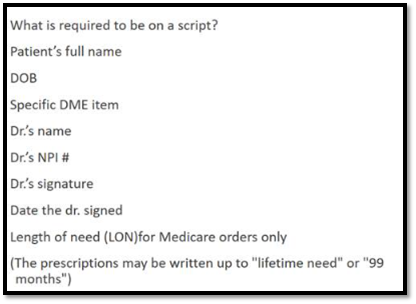 What is required to be on a script?
Patient's full name
DOB
Specific DME item
Dr.'s name
Dr.'s NPI #
Dr.'s signature
Date the dr. signed
Length of need (LON)for Medicare orders only
(The prescriptions may be written up to "lifetime need" or "99
months")